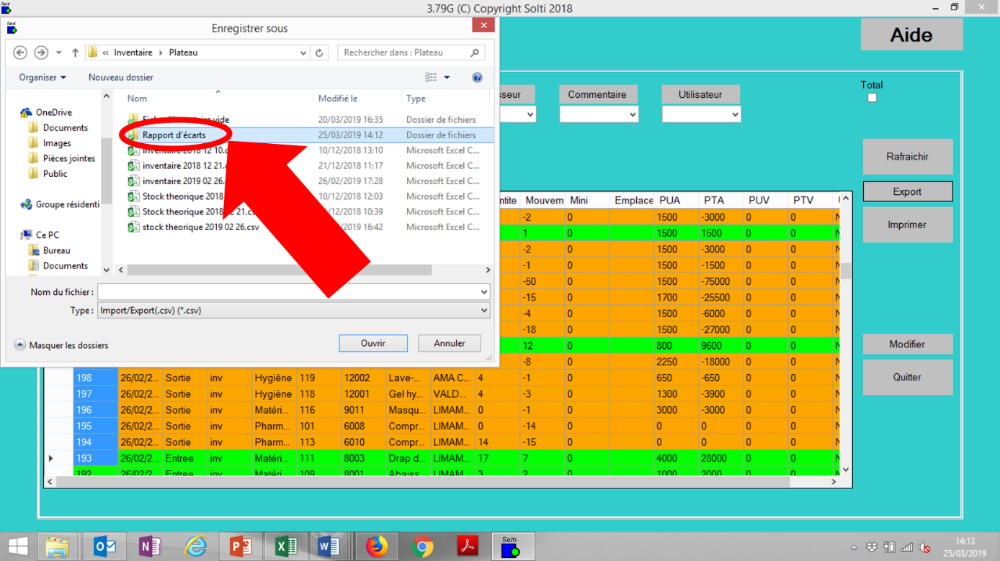 Solti
3.79G (C) Copyright Solti 2018
Solti
Enregistrer sous
Aide
« Inventaire Plateau
Rechercher dans : Plateau
Organiser
Nouveau dossier
Nom Modifié le Type
OneDrive
Documents
Images
Pièces jointes
Public
Groupe résidenti
Ce PC
Bureau
Documents
vide 20/03/2019 16:35 Dossier de fichiers
Rapport d'écarts 25/03/2019 14:12 Dossier de fichiers
inventaire 2018 12 10. 10/12/2018 13:10 Microsoft Excel C...
inventaire 2018 12 21. 21/12/2018 11:17 Microsoft Excel C...
inventaire 2019 02 26. 26/02/2019 17:28 Microsoft Excel C...
Stock theorique 2018 10/12/2018 12:03 Microsoft Excel C...
Stock theorique 2018 21.cs /12/2018 10:39 Microsoft Excel C...
stock theorique 2019 02 26.csv 2019 16:42 Microsoft Excel C...
Nom du fichier :
Type : Import/Export(.csv) (*.csv)
Masquer les dossiers
Ouvrir
Annuler
sseur Commentaire Utilisateur
Total
Rafraichir
Export
Imprimer
Modifier
Quitter
ntite Mouvem Mini Emplace PUA PTA PUV PTV
-2 0 1500 -3000 0 0 N
1 0 1500 1500 0 0 N
-2 0 1500 -3000 0 0 N
-1 0 1500 -1500 0 0 N
-50 0 1500 -75000 0 0 N
-15 0 1700 -25500 0 0 N
-4 0 1500 -6000 0 0 N
-18 0 1500 -27000 0 0 N
12 0 800 9600 0 0 N
-8 0 2250 -18000 0 0 N
198 26/02/2... Sortie inv Hygiène 119 12002 Lave-... AMA C... 4 -1 0 650 -650 0 0 N
197 26/02/2... Sortie inv Hygiène 118 12001 Gel hy... VALD... 4 -3 0 1300 -3900 0 0 N
196 26/02/2... Sortie inv Matéri... 116 9011 Masqu... LIMAM... 0 -1 0 3000 -3000 0 0 N
195 26/02/2... Sortie inv Pharm... 101 6008 Compr... LIMAM... 0 -14 0 0 0 0 0 N
194 26/02/2... Sortie inv Pharm... 113 6010 Compr... LIMAM... 14 -15 0 0 0 0 0 N
193 26/02/2... Entree inv Matéri... 111 8003 Drap d... LIMAM... 17 7 0 4000 28000 0 0 N
192 26/02/2... Entree inv Matéri... 109 8001 Abaiss... LIMAM... 3 2 0 1000 2000 0 0 N
Solti
14:13
25/03/2019